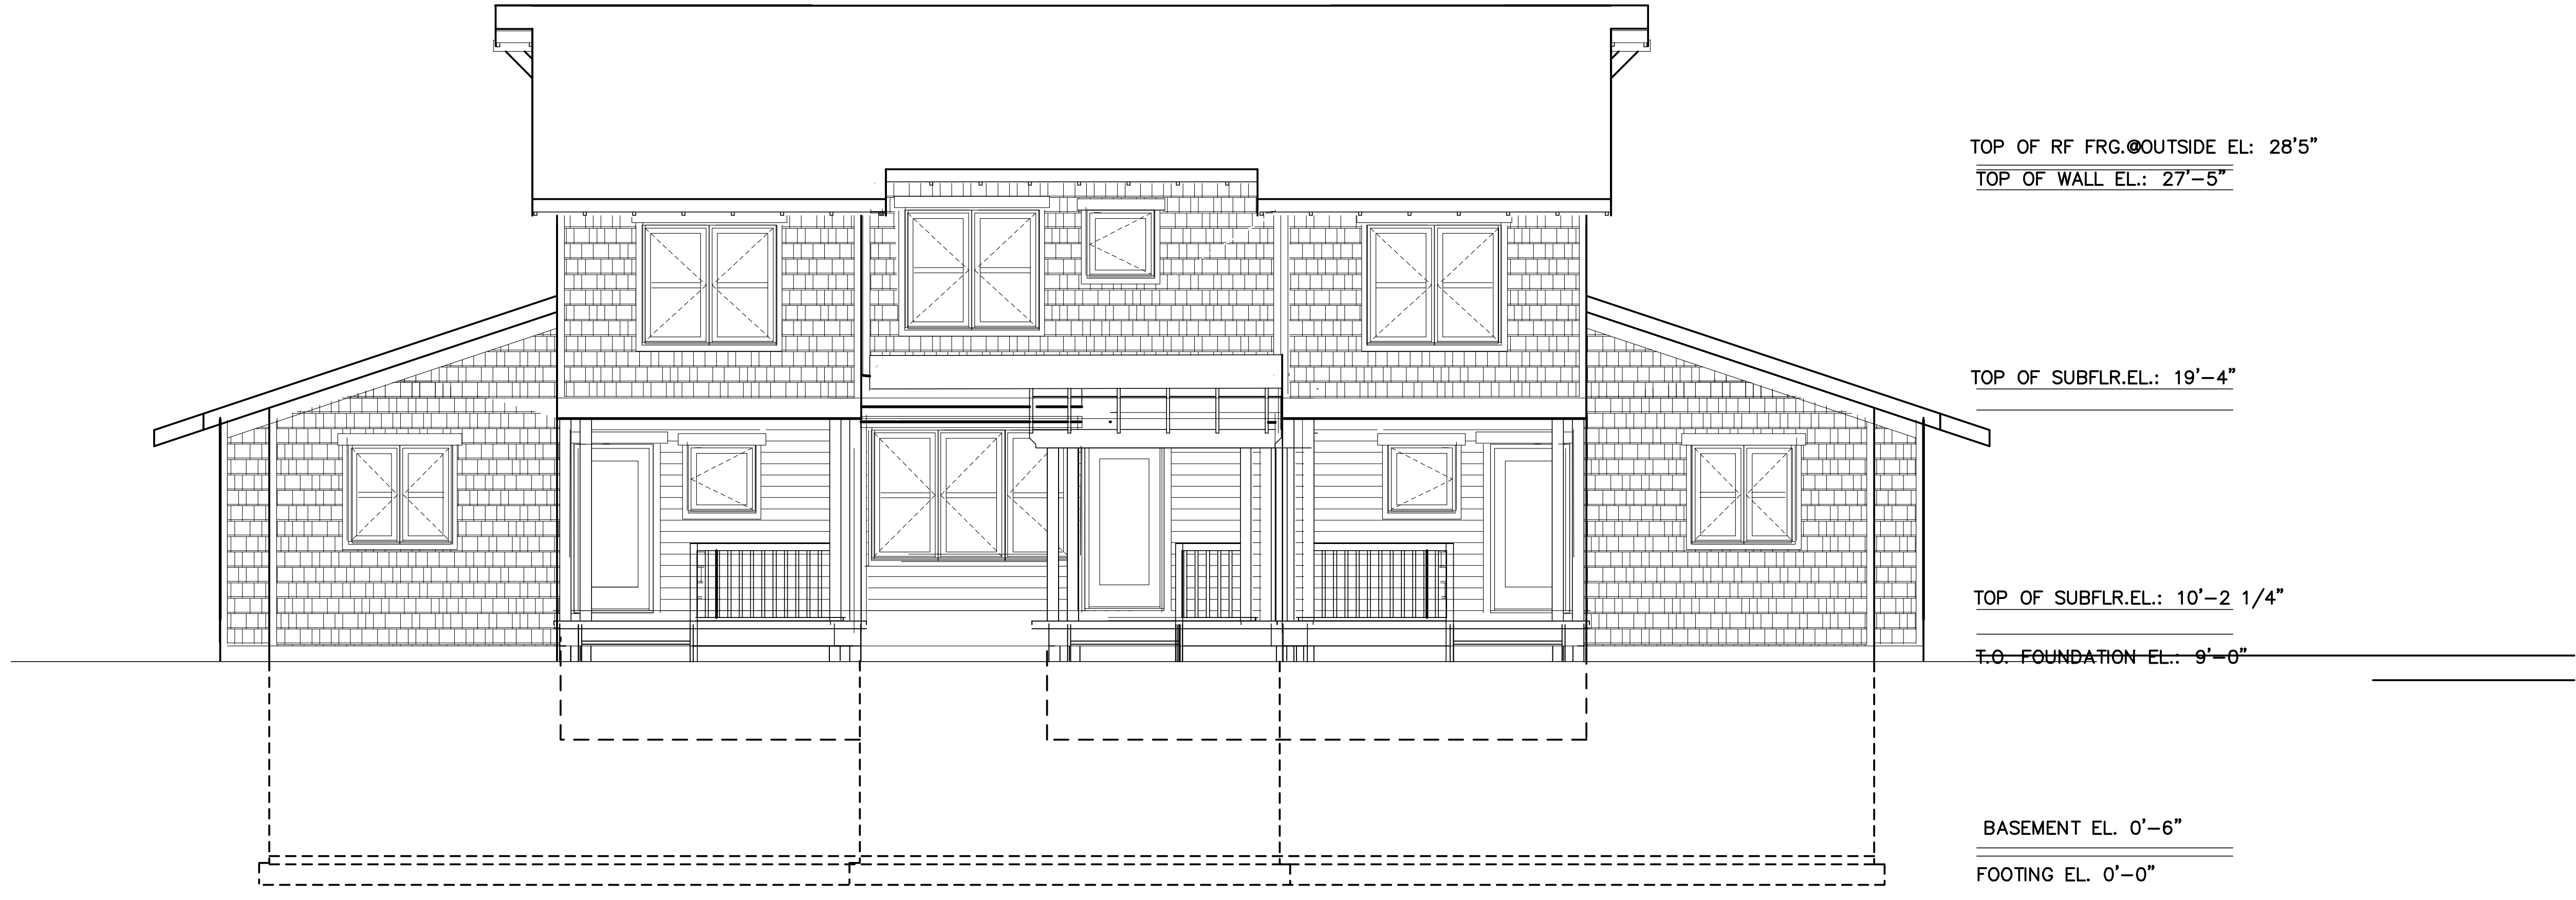 TOP OF RF FRG.@OUTSIDE EL: 28'5"
TOP OF WALL EL.: 27'-5"
TOP OF SUBFLR.EL.: 19'-4"
TOP OF SUBFLR.EL.: 10'-2 1/4"
T.O. FOUNDATION EL.: 9'-0"
BASEMENT EL. 0'-6"
FOOTING EL. 0'-0"